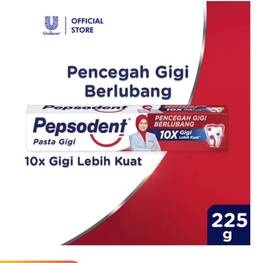 Unilever
OFFICIAL
STORE
Pencegah Gigi
Berlubang
Pepsodent
Pasta Gigi
PENCEGAH GIGI
BERLUBANG
10X Gigi
Lebih Kuat
10x Gigi Lebih Kuat
225
g